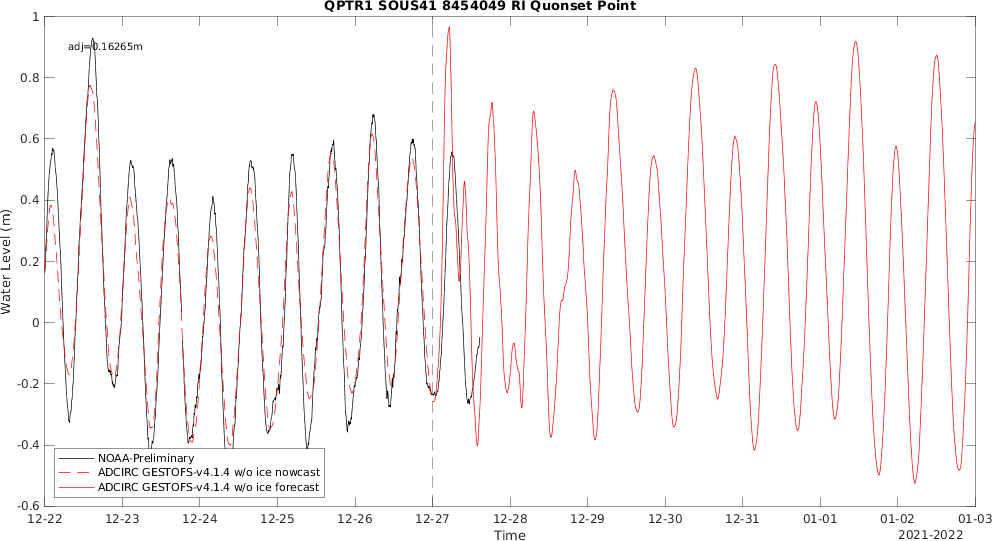 QPTR1 SOUS41 8454049 RI Quonset Point
adj=0.16265m
1
0.8
0.6
0.4
0.2
0
-0.2
-0.4
-0.6
Water Level (m)
NOAA-Preliminary
ADCIRC GESTOFS-v4.1.4 w/o ice nowcast
ADCIRC GESTOFS-v4.1.4 w/o ice forecast
12-22 12-23 12-24 12-25 12-26 12-27 12-28 12-29 12-30 12-31 01-01 01-02 01-03
Time
2021-2022